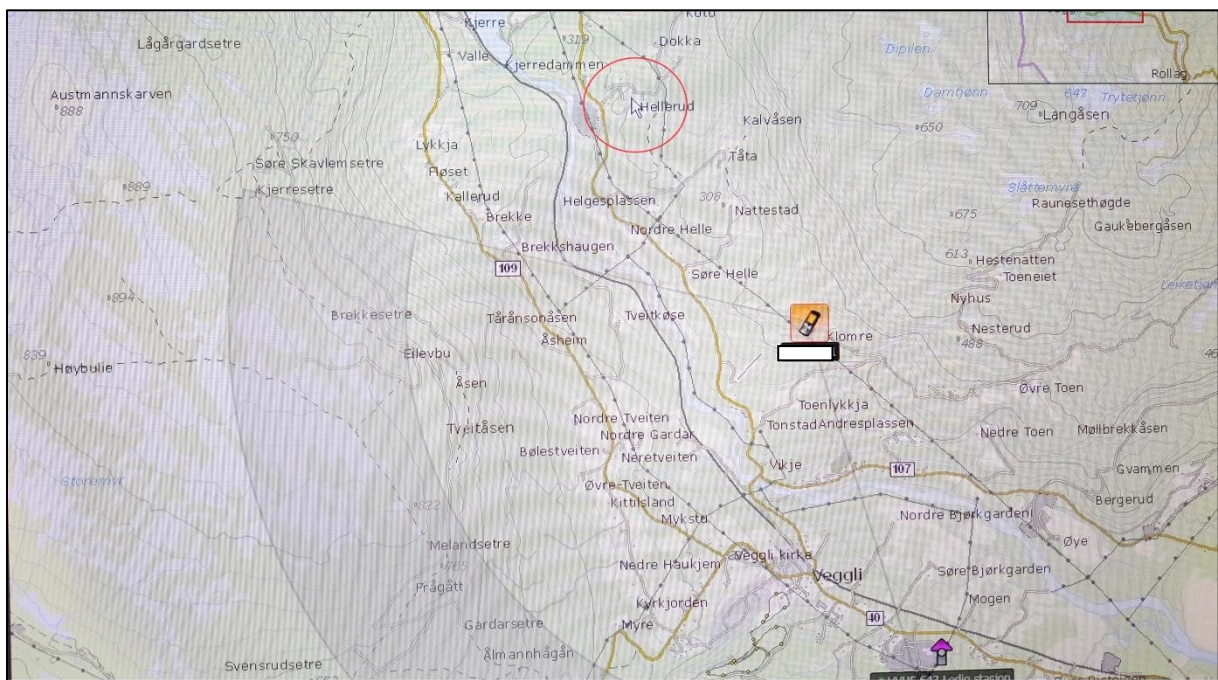 Kjerre
Lågårgardsetre
319
Dokka
Valle
Kjerredammen
Dipilen
Rollag
Austmannskarven
888
Hellerud
Damtjønn
647
Trytetjønn
709
Langåsen
Kalvåsen
650
750
Lykkja
Tåta
Søre Skavlemsetre
Fløset
Slåttemyre
889
Kjerresetre
Kallerud
Helgesplassen
308
Nattestad
Raunesethøgde
Brekke
675
Nordre Helle
Gaukebergåsen
Brekkshaugen
613
Hestenatten
109
Søre Helle
Toeneiet
894
Nyhus
Brekkesetre
Tårånsonåsen
Tveitkøse
Klomre
Nesterud
Åsheim
488
839
Høybulie
Eilevbu
46
Åsen
Øvre Toen
Toenlykkja
Nordre Tveiten
Tveitåsen
Tonstad
Andresplassen
Nedre Toen
Møllbrekkåsen
Nordre Gardar
Bølestveiten
Neretveiten
Vikje
107
Gvammen
Storemyr
Øvre-Tveiten
Kittilsland
Bergerud
822
Mykstu
Nordre Bjørkgarden
Øye
Melandsetre
Veggli kirke
765
Nedre Haukjem
Veggli
Søre Bjørkgarden
Prågått
Mogen
Kyrkjorden
40
Gardarsetre
Myre
Ålmannhågån
Svensrudsetre
Ledig stasjon